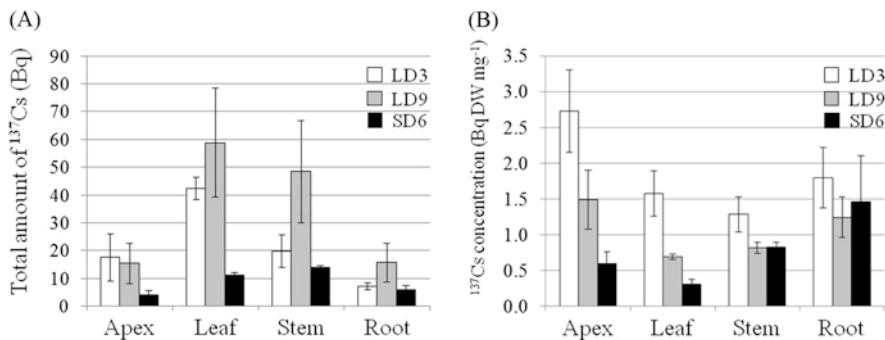 (A)
Total amount of ¹³⁷Cs (Bq)
90
80
70
60
50
40
30
20
10
0
LD3
LD9
SD6
Apex Leaf Stem Root
(B)
¹³⁷Cs concentration (Bq DW mg⁻¹)
3.5
3.0
2.5
2.0
1.5
1.0
0.5
0.0
LD3
LD9
SD6
Apex Leaf Stem Root